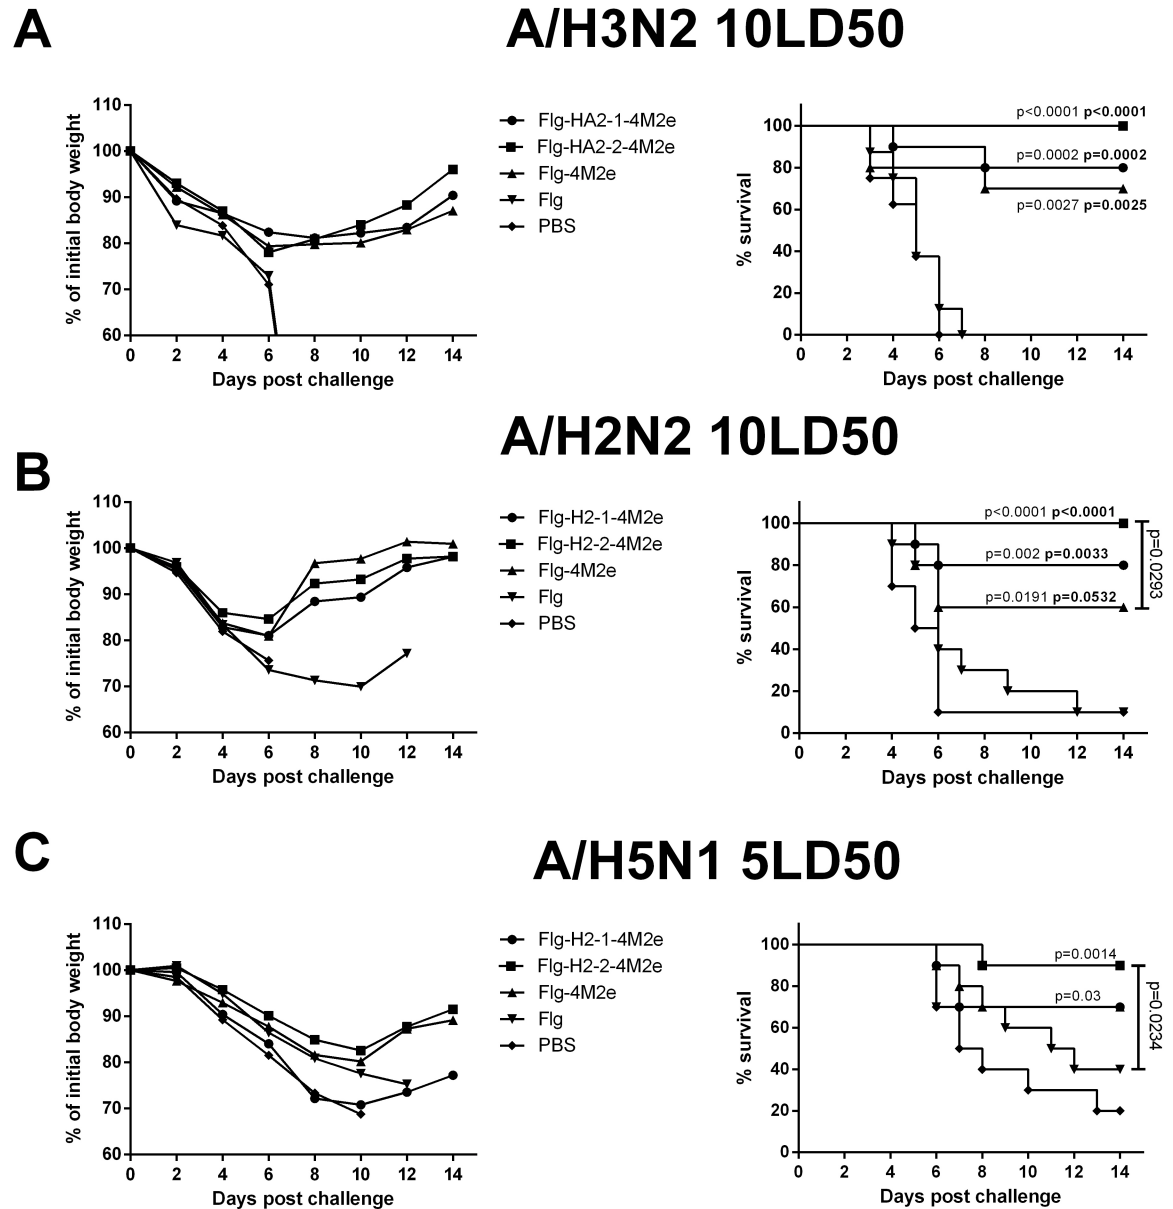 A
A/H3N2 10LD50
% of initial body weight
110
100
90
80
70
60
0 2 4 6 8 10 12 14
Days post challenge
Flg-HA2-1-4M2e
Flg-HA2-2-4M2e
Flg-4M2e
Flg
PBS
% survival
100
80
60
40
20
0
0 2 4 6 8 10 12 14
Days post challenge
p<0.0001 p<0.0001
p=0.0002 p=0.0002
p=0.0027 p=0.0025
A/H2N2 10LD50
B
% of initial body weight
110
100
90
80
70
60
0 2 4 6 8 10 12 14
Days post challenge
Flg-H2-1-4M2e
Flg-H2-2-4M2e
Flg-4M2e
Flg
PBS
% survival
100
80
60
40
20
0
0 2 4 6 8 10 12 14
Days post challenge
p<0.0001 p<0.0001
p=0.002 p=0.0033
p=0.0191 p=0.0532
p=0.0293
C
A/H5N1 5LD50
% of initial body weight
110
100
90
80
70
60
0 2 4 6 8 10 12 14
Days post challenge
Flg-H2-1-4M2e
Flg-H2-2-4M2e
Flg-4M2e
Flg
PBS
% survival
100
80
60
40
20
0
0 2 4 6 8 10 12 14
Days post challenge
p=0.0014
p=0.03
p=0.0234